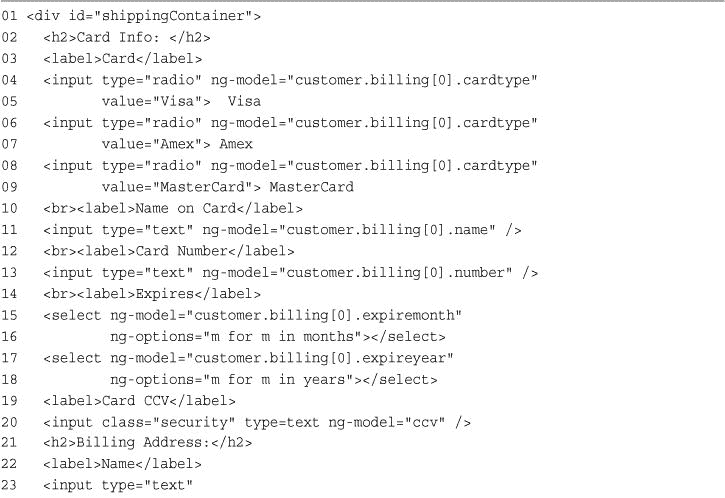 01 <div id="shippingContainer">
02   <h2>Card Info: </h2>
03   <label>Card</label>
04   <input type="radio" ng-model="customer.billing[0].cardtype"
05          value="Visa">  Visa
06   <input type="radio" ng-model="customer.billing[0].cardtype"
07          value="Amex"> Amex
08   <input type="radio" ng-model="customer.billing[0].cardtype"
09          value="MasterCard"> MasterCard
10   <br><label>Name on Card</label>
11   <input type="text" ng-model="customer.billing[0].name" />
12   <br><label>Card Number</label>
13   <input type="text" ng-model="customer.billing[0].number" />
14   <br><label>Expires</label>
15   <select ng-model="customer.billing[0].expiremonth"
16           ng-options="m for m in months"></select>
17   <select ng-model="customer.billing[0].expireyear"
18           ng-options="m for m in years"></select>
19   <label>Card CCV</label>
20   <input class="security" type=text ng-model="ccv" />
21   <h2>Billing Address:</h2>
22   <label>Name</label>
23   <input type="text"